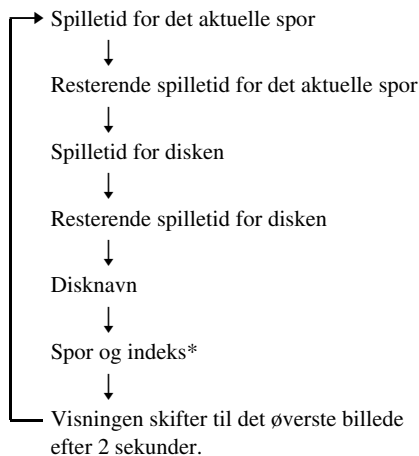 Spilletid for det aktuelle spor
Resterende spilletid for det aktuelle spor
Spilletid for disken
Resterende spilletid for disken
Disknavn
Spor og indeks*
Visningen skifter til det øverste billede
efter 2 sekunder.